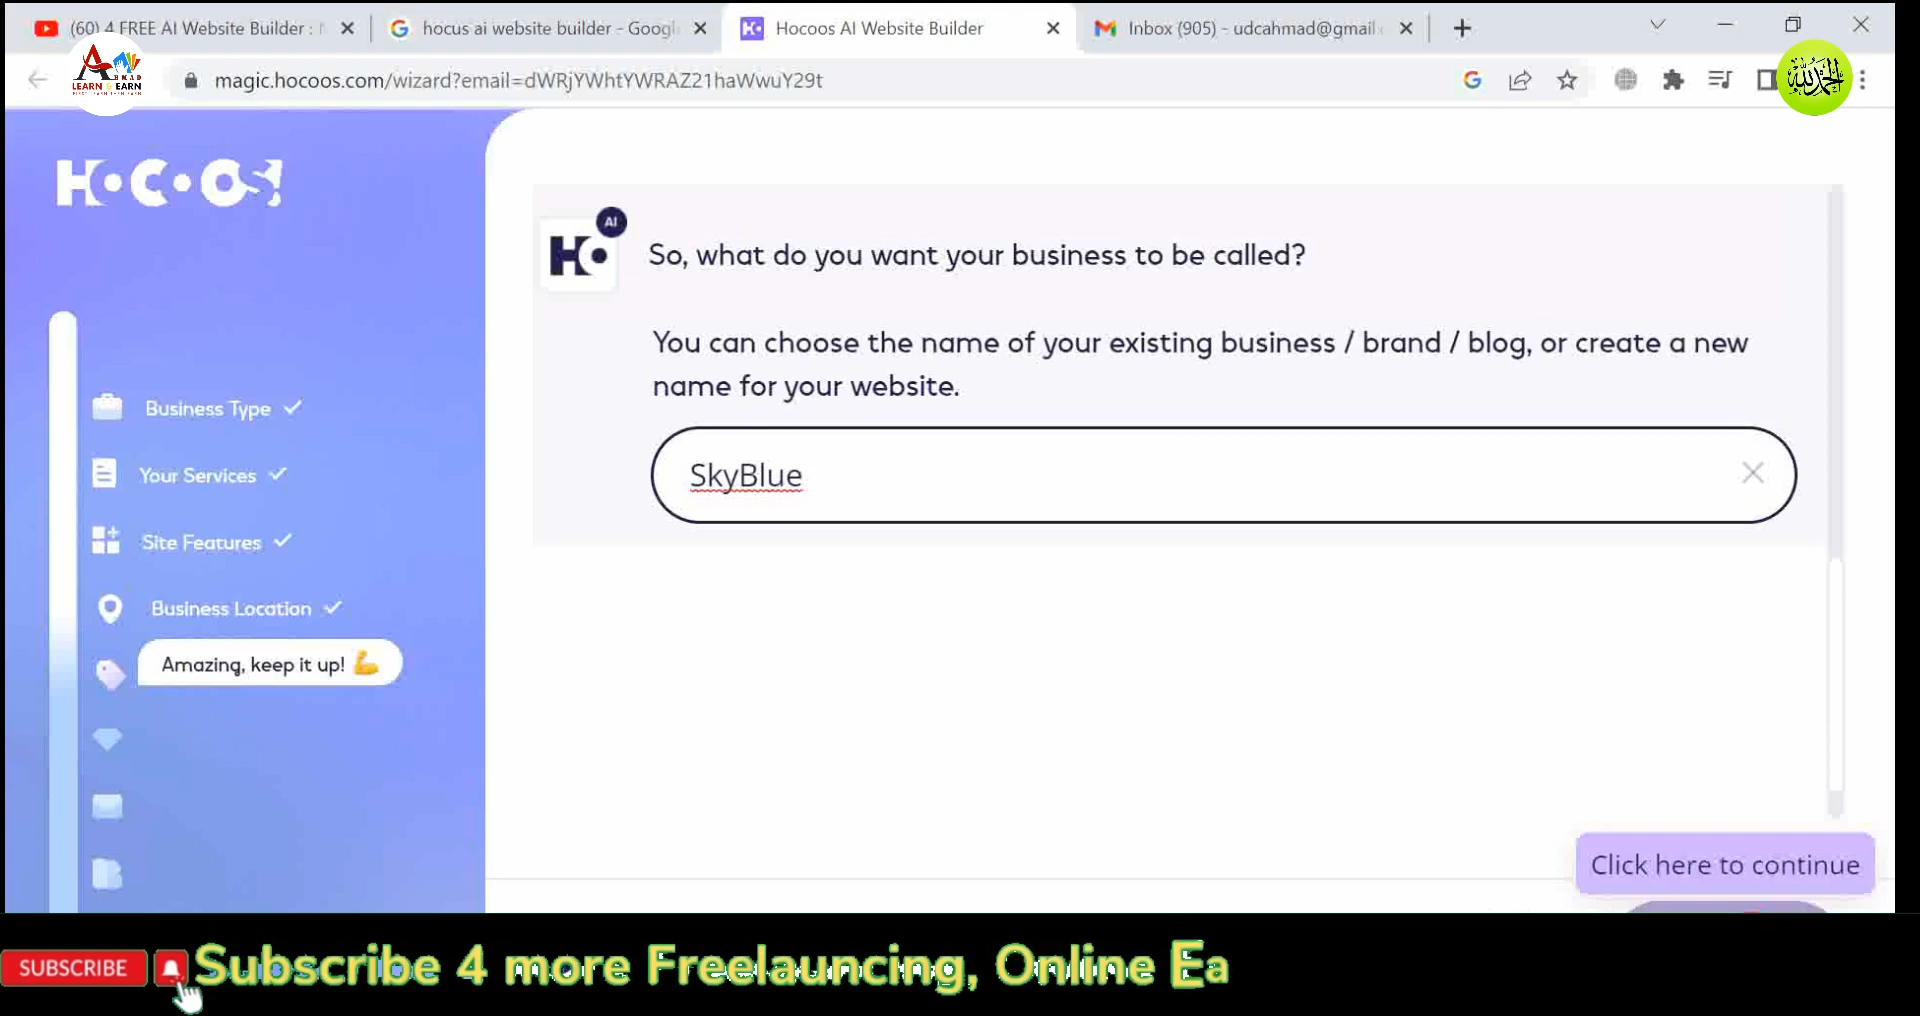 (60) 4 FREE AI Website Builder :
hocus ai website builder - Googl
Hocoos AI Website Builder
Inbox (905) - udcahmad@gmail.c
magic.hocoos.com/wizard?email=dWRjYWhtYWRAZ21haWwuY29t
LEARN & EARN
الحمدلله
HOCOOS!
Business Type
Your Services
Site Features
Business Location
Amazing, keep it up! 💪
AI
HO
So, what do you want your business to be called?
You can choose the name of your existing business / brand / blog, or create a new
name for your website.
SkyBlue
Click here to continue
SUBSCRIBE
Subscribe 4 more Freelauncing, Online Ea